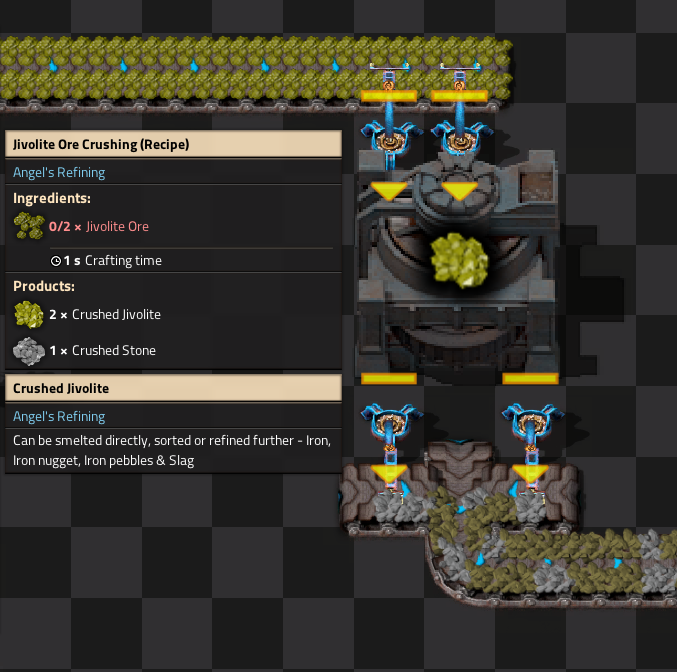 Jivolite Ore Crushing (Recipe)
Angel's Refining
Ingredients:
0/2 × Jivolite Ore
1 s Crafting time
Products:
2 × Crushed Jivolite
1 × Crushed Stone
Crushed Jivolite
Angel's Refining
Can be smelted directly, sorted or refined further - Iron,
Iron nugget, Iron pebbles & Slag